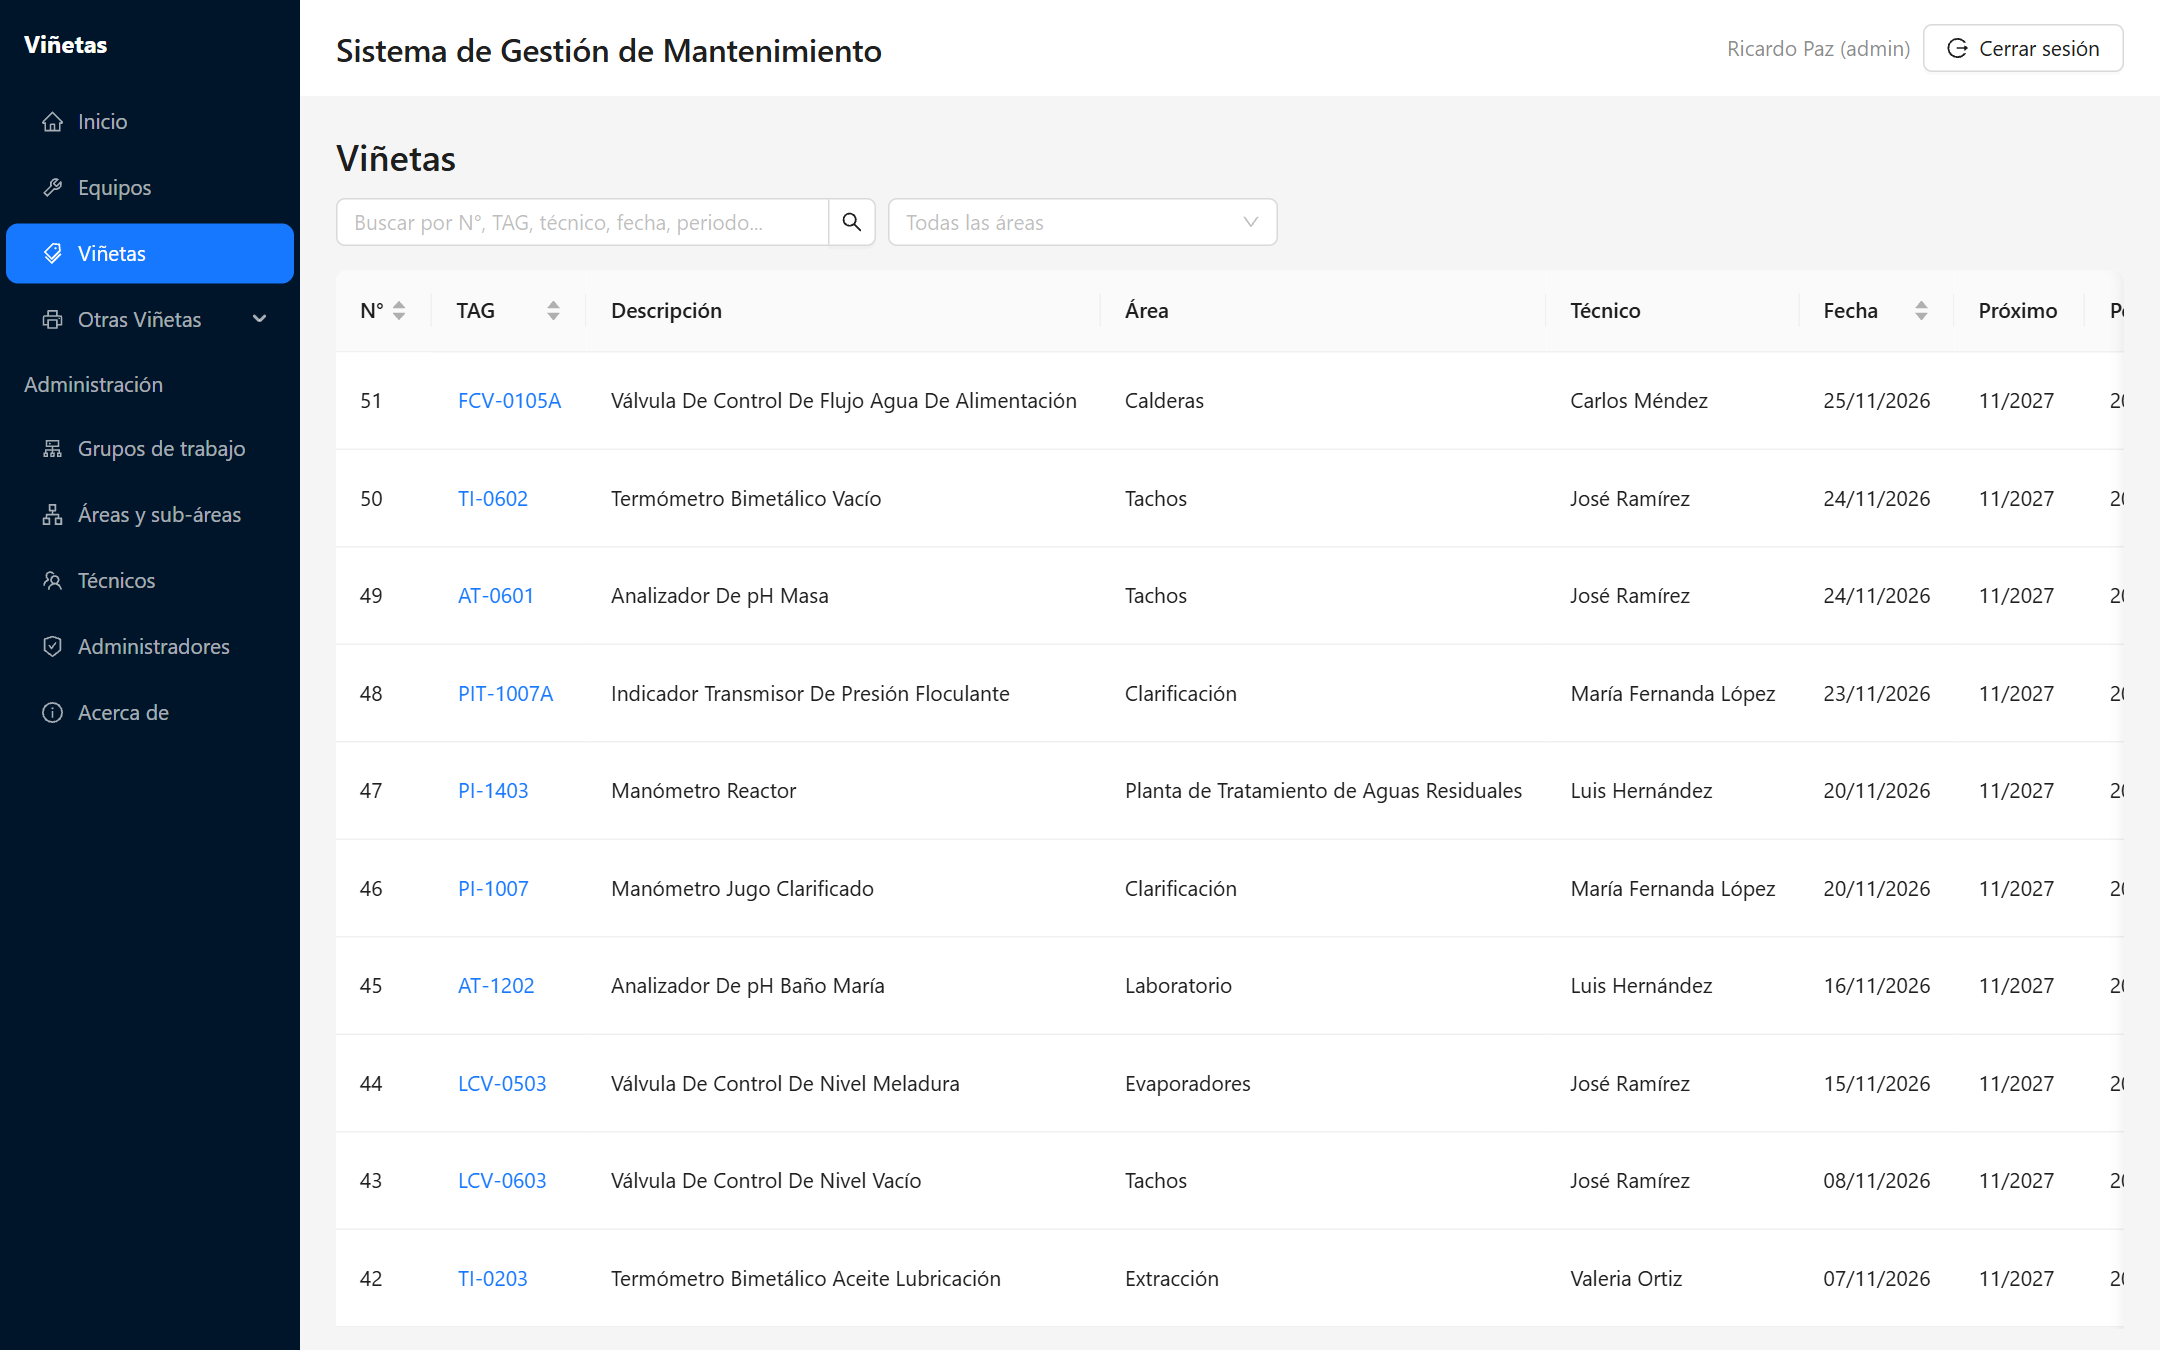 Viñetas
Inicio
Equipos
Viñetas
Otras Viñetas
Administración
Grupos de trabajo
Áreas y sub-áreas
Técnicos
Administradores
Acerca de
Sistema de Gestión de Mantenimiento
Ricardo Paz (admin) Cerrar sesión
Viñetas
Buscar por N°, TAG, técnico, fecha, periodo... Todas las áreas
N° TAG Descripción Área Técnico Fecha Próximo
51 FCV-0105A Válvula De Control De Flujo Agua De Alimentación Calderas Carlos Méndez 25/11/2026 11/2027
50 TI-0602 Termómetro Bimetálico Vacío Tachos José Ramírez 24/11/2026 11/2027
49 AT-0601 Analizador De pH Masa Tachos José Ramírez 24/11/2026 11/2027
48 PIT-1007A Indicador Transmisor De Presión Floculante Clarificación María Fernanda López 23/11/2026 11/2027
47 PI-1403 Manómetro Reactor Planta de Tratamiento de Aguas Residuales Luis Hernández 20/11/2026 11/2027
46 PI-1007 Manómetro Jugo Clarificado Clarificación María Fernanda López 20/11/2026 11/2027
45 AT-1202 Analizador De pH Baño María Laboratorio Luis Hernández 16/11/2026 11/2027
44 LCV-0503 Válvula De Control De Nivel Meladura Evaporadores José Ramírez 15/11/2026 11/2027
43 LCV-0603 Válvula De Control De Nivel Vacío Tachos José Ramírez 08/11/2026 11/2027
42 TI-0203 Termómetro Bimetálico Aceite Lubricación Extracción Valeria Ortiz 07/11/2026 11/2027